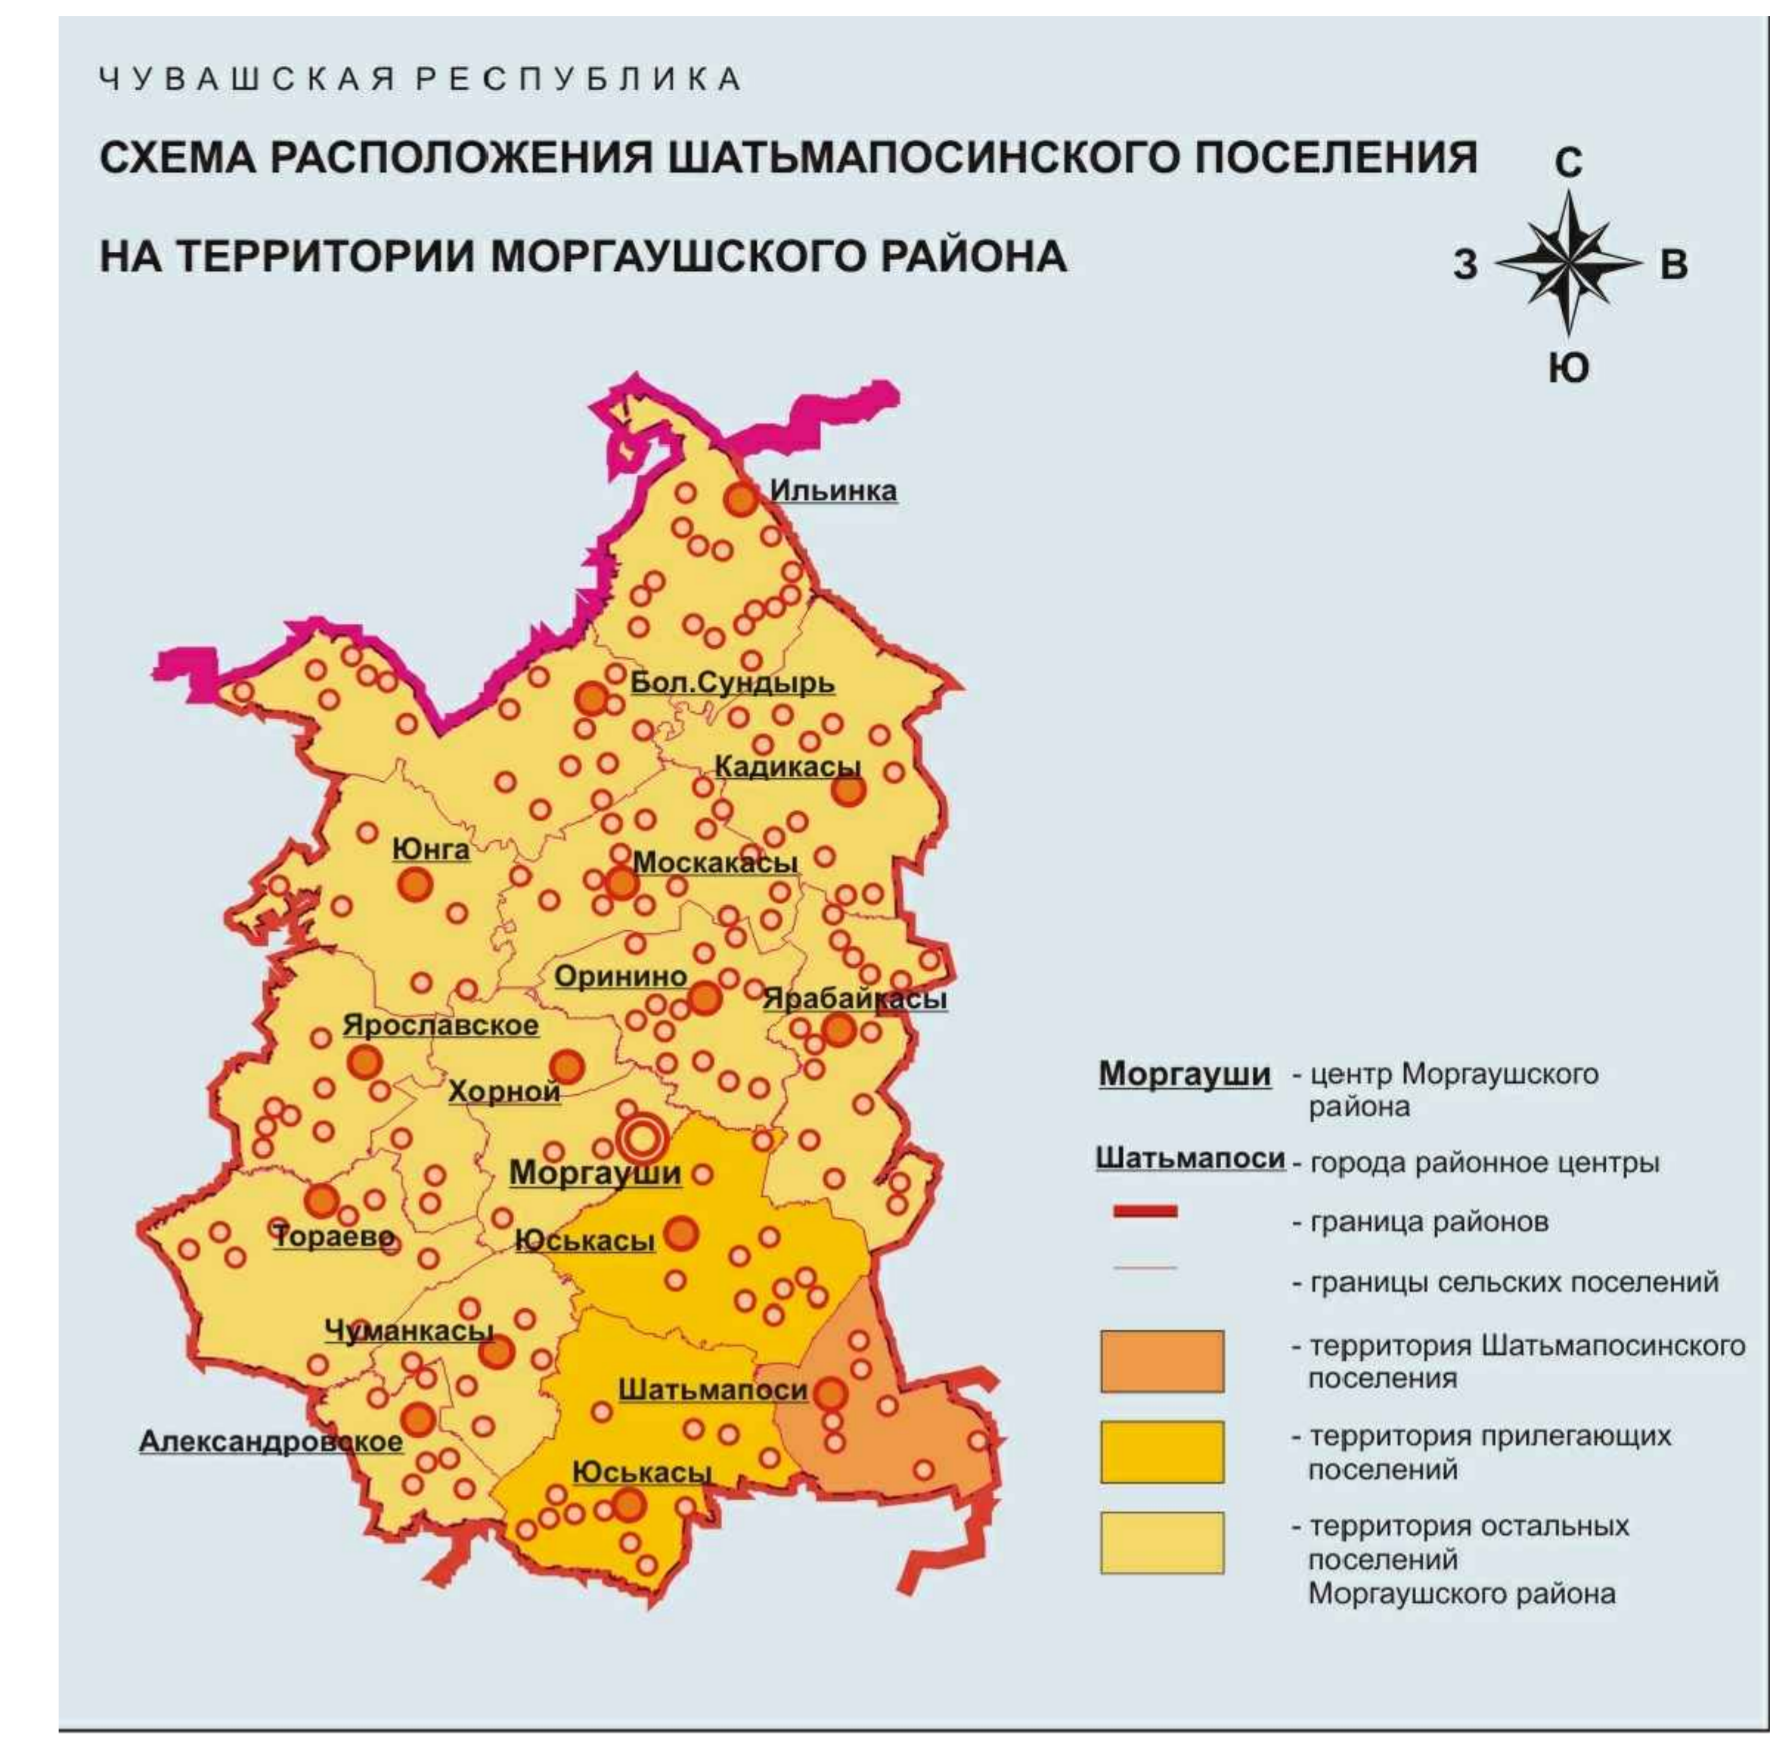 ЧУВАШСКАЯ РЕСПУБЛИКА
СХЕМА РАСПОЛОЖЕНИЯ ШАТЬМАПОСИНСКОГО ПОСЕЛЕНИЯ
НА ТЕРРИТОРИИ МОРГАУШСКОГО РАЙОНА
С
З
В
Ю
Ильинка
Бол.Сундырь
Кадикасы
Юнга
Москакасы
Оринино
Ярабайкасы
Ярославское
Хорной
Моргауши
Юськасы
Тораево
Чуманкасы
Шатьмапоси
Александровское
Юськасы
Моргауши - центр Моргаушского
района
Шатьмапоси - города районное центры
- граница районов
- границы сельских поселений
- территория Шатьмапосинского
поселения
- территория прилегающих
поселений
- территория остальных
поселений
Моргаушского района